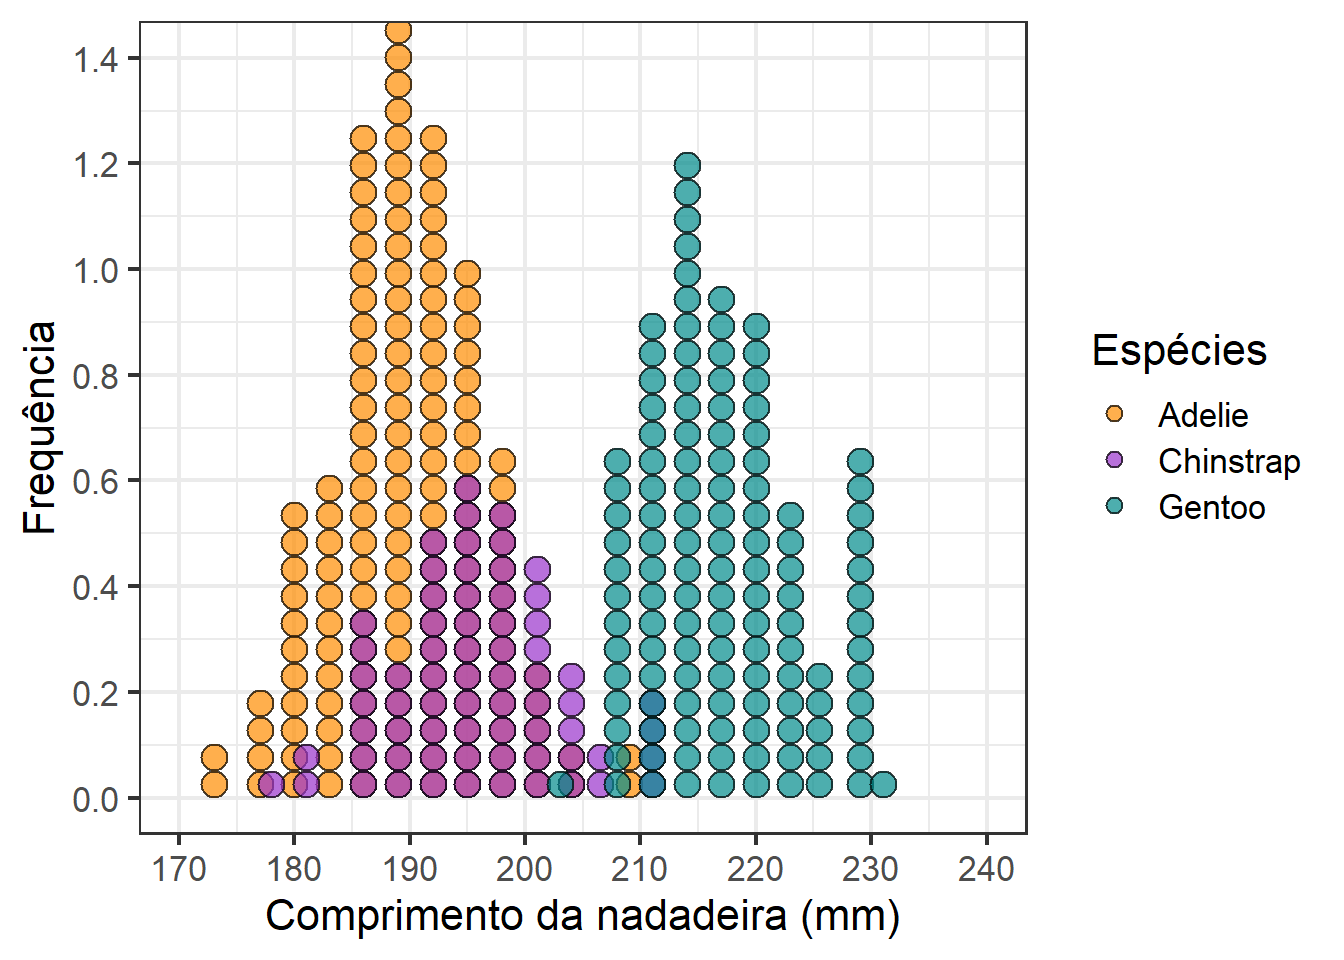 1.4
1.2
1.0
0.8
0.6
0.4
0.2
0.0
170 180 190 200 210 220 230 240
Comprimento da nadadeira (mm)
Frequência
Espécies
Adelie
Chinstrap
Gentoo